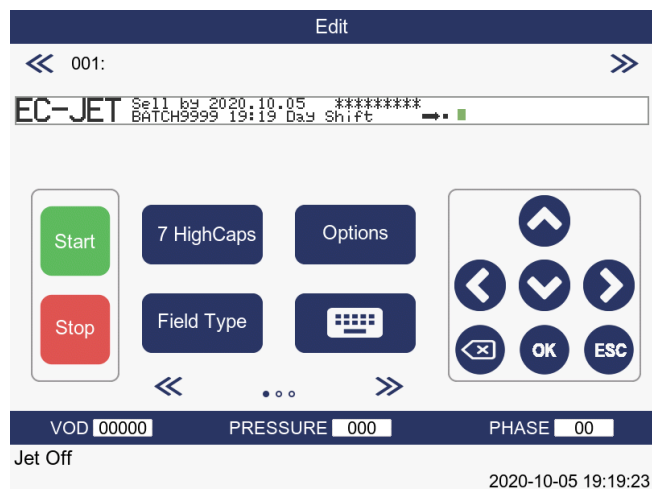 Edit
001:
EC-JET Sell by 2020.10.05 *********
BATCH9999 19:19 Day Shift
Start 7 HighCaps Options
Stop Field Type
OK ESC
VOD 00000 PRESSURE 000 PHASE 00
Jet Off
2020-10-05 19:19:23